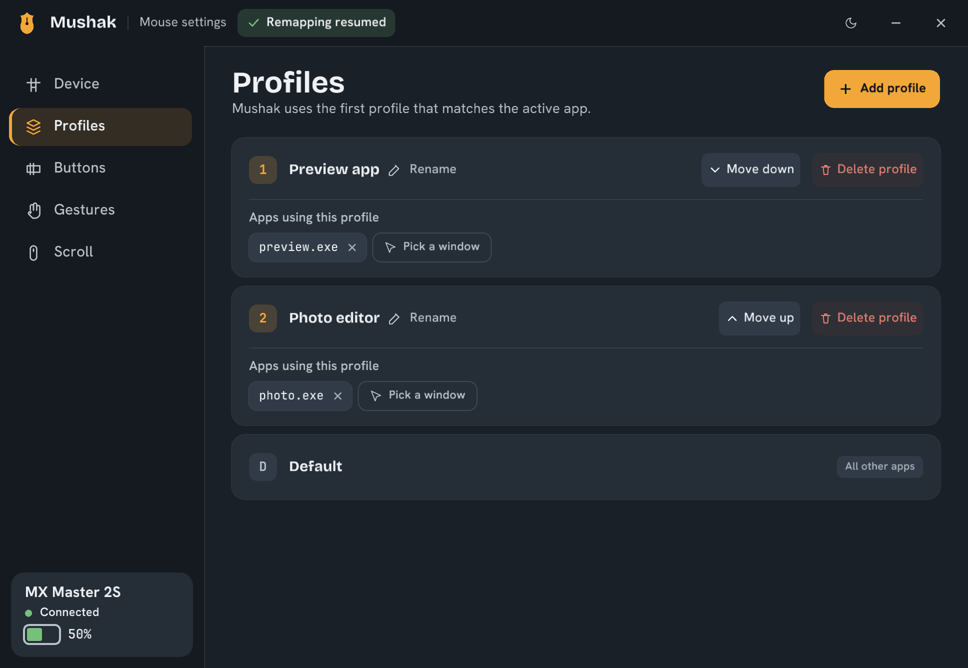 Mushak
Mouse settings
Remapping resumed
Device
Profiles
Buttons
Gestures
Scroll
MX Master 2S
Connected
50%
Profiles
Mushak uses the first profile that matches the active app.
Add profile
1 Preview app Rename Move down Delete profile
Apps using this profile
preview.exe Pick a window
2 Photo editor Rename Move up Delete profile
Apps using this profile
photo.exe Pick a window
D Default All other apps